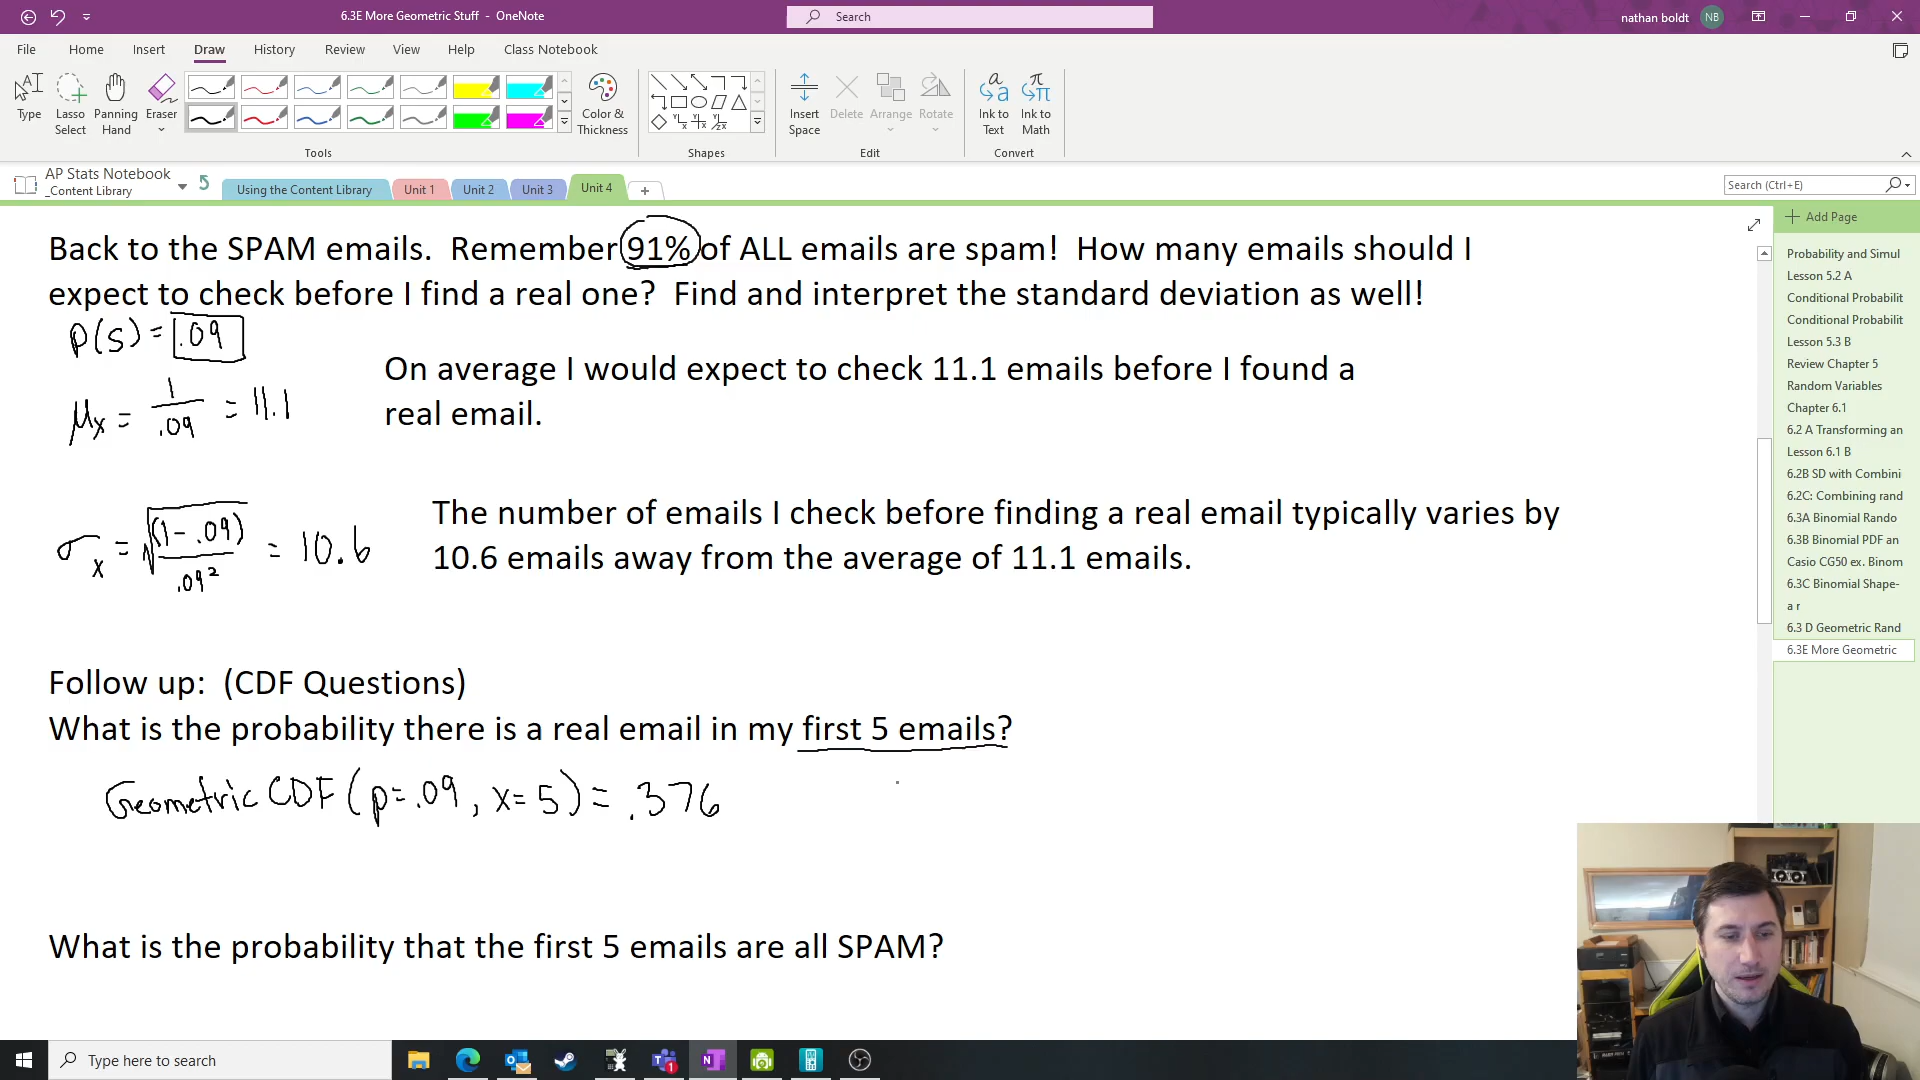 6.3E More Geometric Stuff - OneNote
Search
nathan boldt
NB
File Home Insert Draw History Review View Help Class Notebook
Type
Lasso Select
Panning Hand
Eraser
Color & Thickness
Insert Space
Delete
Arrange
Rotate
Ink to Text
Ink to Math
Tools
Shapes
Edit
Convert
AP Stats Notebook
_Content Library
Using the Content Library
Unit 1
Unit 2
Unit 3
Unit 4
Search (Ctrl+E)
Back to the SPAM emails. Remember 91% of ALL emails are spam! How many emails should I
expect to check before I find a real one? Find and interpret the standard deviation as well!
P(S) = .09
μx = 1/.09 = 11.1
On average I would expect to check 11.1 emails before I found a
real email.
σx = √(1-.09)/.09² = 10.6
The number of emails I check before finding a real email typically varies by
10.6 emails away from the average of 11.1 emails.
Follow up: (CDF Questions)
What is the probability there is a real email in my first 5 emails?
Geometric CDF (p=.09, x=5) = .376
What is the probability that the first 5 emails are all SPAM?
Add Page
Probability and Simul
Lesson 5.2 A
Conditional Probabilit
Conditional Probabilit
Lesson 5.3 B
Review Chapter 5
Random Variables
Chapter 6.1
6.2 A Transforming an
Lesson 6.1 B
6.2B SD with Combini
6.2C: Combining rand
6.3A Binomial Rando
6.3B Binomial PDF an
Casio CG50 ex. Binom
6.3C Binomial Shape-
a r
6.3 D Geometric Rand
6.3E More Geometric
Type here to search